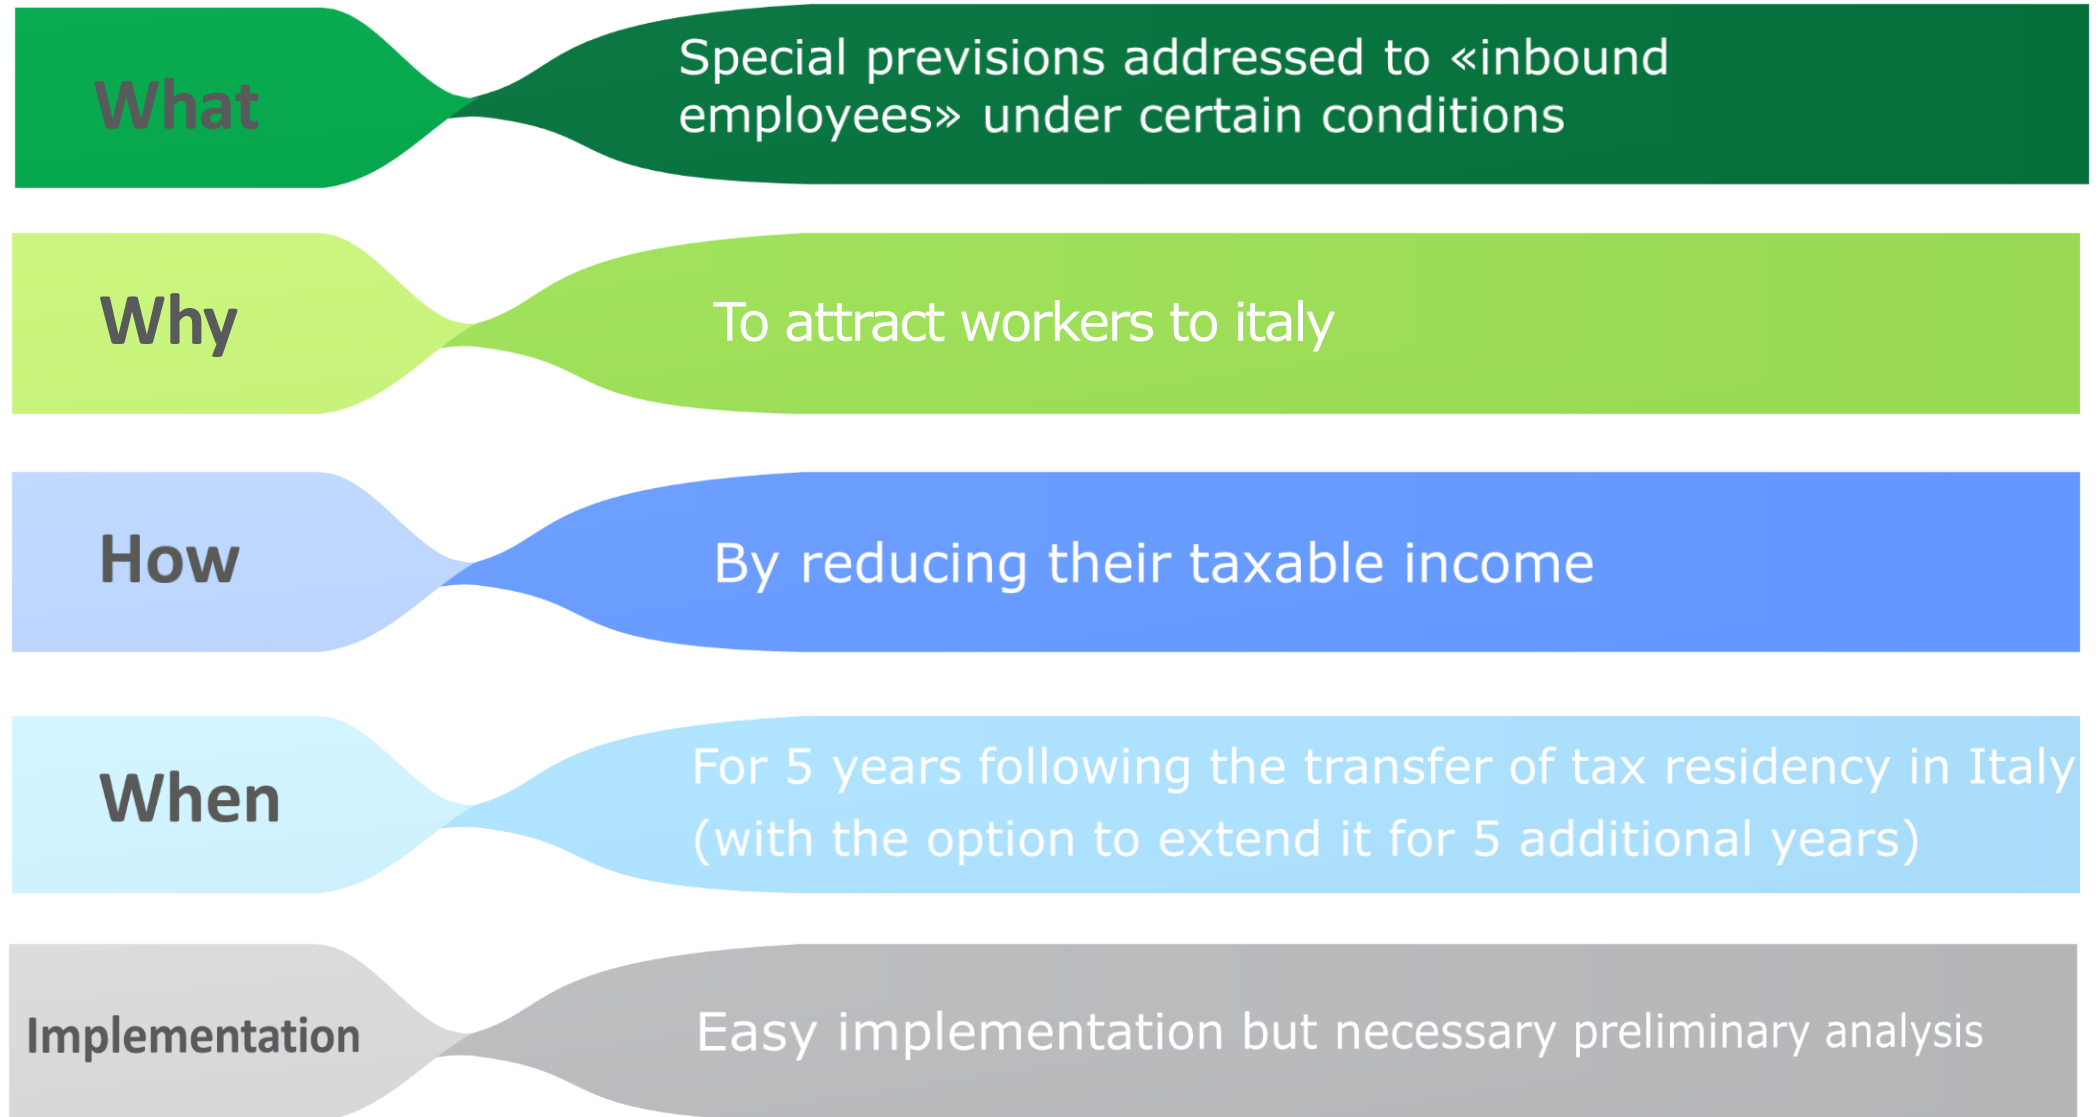 What
Special previsions addressed to «inbound
employees» under certain conditions
Why
To attract workers to italy
How
By reducing their taxable income
When
For 5 years following the transfer of tax residency in Italy
(with the option to extend it for 5 additional years)
Implementation
Easy implementation but necessary preliminary analysis